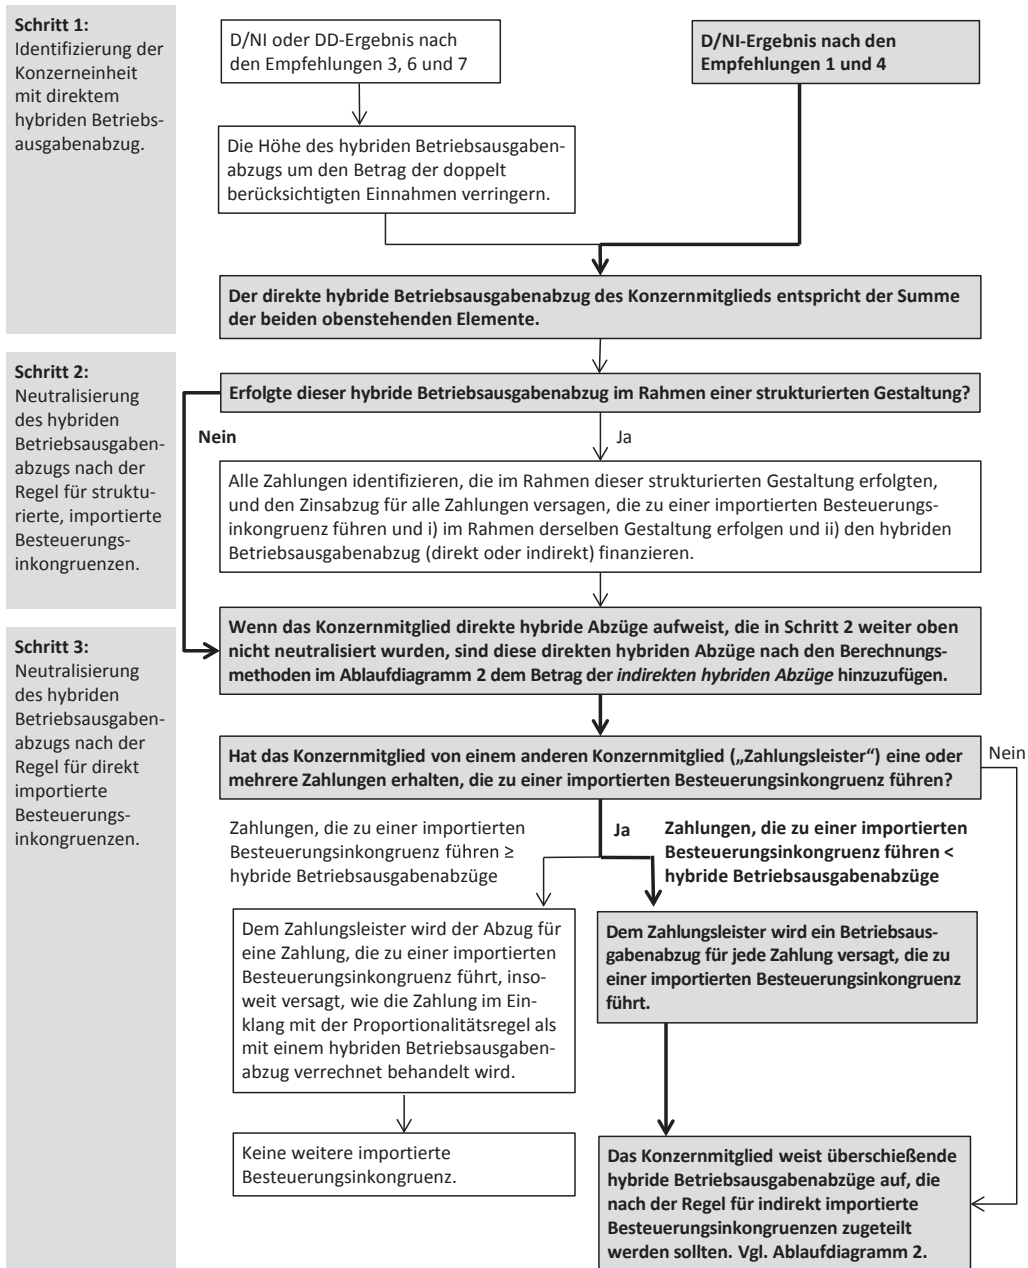 Schritt 1:
Identifizierung der
Konzerneinheit
mit direktem
hybriden Betriebs-
ausgabenabzug.
D/NI oder DD-Ergebnis nach
den Empfehlungen 3, 6 und 7
D/NI-Ergebnis nach den
Empfehlungen 1 und 4
Die Höhe des hybriden Betriebsausgaben-
abzugs um den Betrag der doppelt
berücksichtigten Einnahmen verringern.
Der direkte hybride Betriebsausgabenabzug des Konzernmitglieds entspricht der Summe
der beiden obenstehenden Elemente.
Schritt 2:
Neutralisierung
des hybriden
Betriebsausgaben-
abzugs nach der
Regel für struktu-
rierte, importierte
Besteuerungs-
inkongruenzen.
Erfolgte dieser hybride Betriebsausgabenabzug im Rahmen einer strukturierten Gestaltung?
Nein
Ja
Alle Zahlungen identifizieren, die im Rahmen dieser strukturierten Gestaltung erfolgten,
und den Zinsabzug für alle Zahlungen versagen, die zu einer importierten Besteuerungs-
inkongruenz führen und i) im Rahmen derselben Gestaltung erfolgen und ii) den hybriden
Betriebsausgabenabzug (direkt oder indirekt) finanzieren.
Schritt 3:
Neutralisierung
des hybriden
Betriebsausgaben-
abzugs nach der
Regel für direkt
importierte
Besteuerungs-
inkongruenzen.
Wenn das Konzernmitglied direkte hybride Abzüge aufweist, die in Schritt 2 weiter oben
nicht neutralisiert wurden, sind diese direkten hybriden Abzüge nach den Berechnungs-
methoden im Ablaufdiagramm 2 dem Betrag der indirekten hybriden Abzüge hinzuzufügen.
Hat das Konzernmitglied von einem anderen Konzernmitglied („Zahlungsleister“) eine oder
mehrere Zahlungen erhalten, die zu einer importierten Besteuerungsinkongruenz führen?
Nein
Zahlungen, die zu einer importierten
Besteuerungsinkongruenz führen ≥
hybride Betriebsausgabenabzüge
Ja
Zahlungen, die zu einer importierten
Besteuerungsinkongruenz führen <
hybride Betriebsausgabenabzüge
Dem Zahlungsleister wird der Abzug für
eine Zahlung, die zu einer importierten
Besteuerungsinkongruenz führt, inso-
weit versagt, wie die Zahlung im Ein-
klang mit der Proportionalitätsregel als
mit einem hybriden Betriebsausgaben-
abzug verrechnet behandelt wird.
Dem Zahlungsleister wird ein Betriebsaus-
gabenabzug für jede Zahlung versagt, die zu
einer importierten Besteuerungsinkongruenz
führt.
Keine weitere importierte
Besteuerungsinkongruenz.
Das Konzernmitglied weist überschießende
hybride Betriebsausgabenabzüge auf, die
nach der Regel für indirekt importierte
Besteuerungsinkongruenzen zugeteilt
werden sollten. Vgl. Ablaufdiagramm 2.